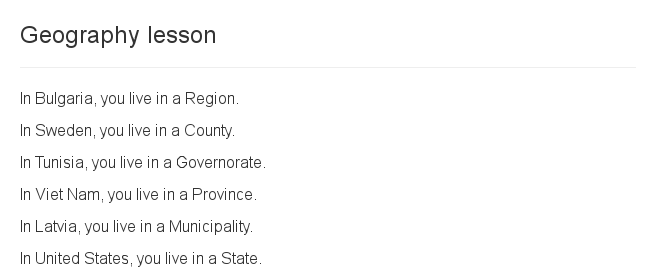 Geography lesson
In Bulgaria, you live in a Region.
In Sweden, you live in a County.
In Tunisia, you live in a Governorate.
In Viet Nam, you live in a Province.
In Latvia, you live in a Municipality.
In United States, you live in a State.